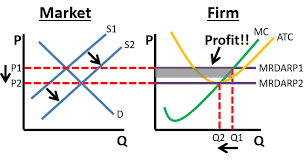 Market
Firm
P
S1
S2
P1
P2
D
Q
P
MC
ATC
Profit!!
MRDARP1
MRDARP2
Q2
Q1
Q